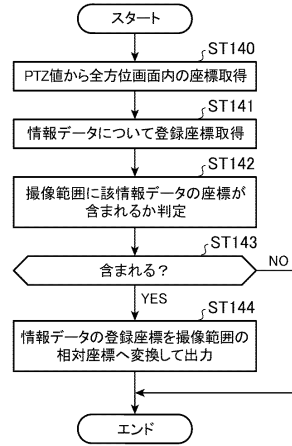 スタート
ST140
PTZ値から全方位画面内の座標取得
ST141
情報データについて登録座標取得
ST142
撮像範囲に該情報データの座標が
含まれるか判定
ST143
含まれる？
NO
YES
ST144
情報データの登録座標を撮像範囲の
相対座標へ変換して出力
エンド